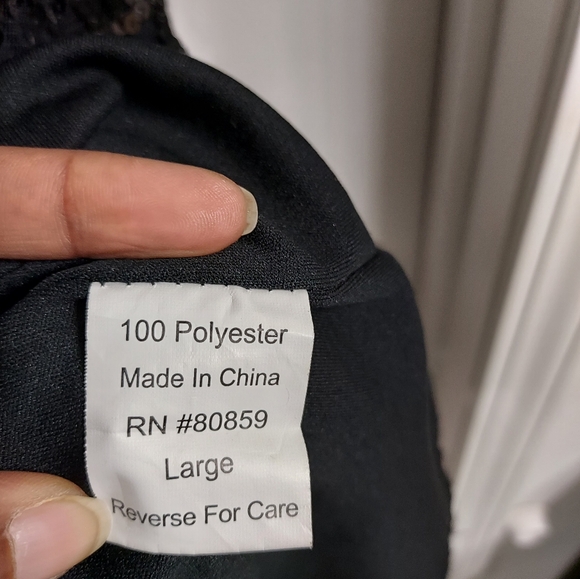 100 Polyester
Made In China
RN #80859
Large
Reverse For Care